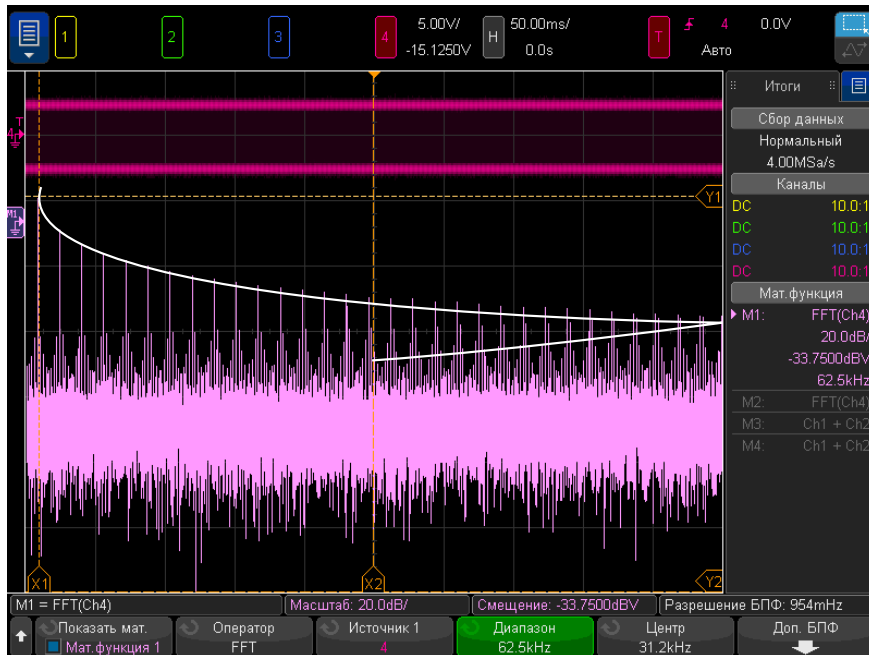 1 2 3 4 5.00V/ -15.1250V H 50.00ms/ 0.0s T 4 0.0V Авто
Итоги
Сбор данных
Нормальный
4.00MSa/s
Каналы
DC 10.0:1
DC 10.0:1
DC 10.0:1
DC 10.0:1
Мат.функция
M1: FFT(Ch4)
20.0dB/
-33.7500dBV
62.5kHz
M2: FFT(Ch4)
M3: Ch1 + Ch2
M4: Ch1 + Ch2
T
4
M1
Y1
X1 X2 Y2
M1 = FFT(Ch4) Масштаб: 20.0dB/ Смещение: -33.7500dBV Разрешение БПФ: 954mHz
Показать мат. Оператор Источник 1 Диапазон Центр Доп. БПФ
Мат.функция 1 FFT 4 62.5kHz 31.2kHz